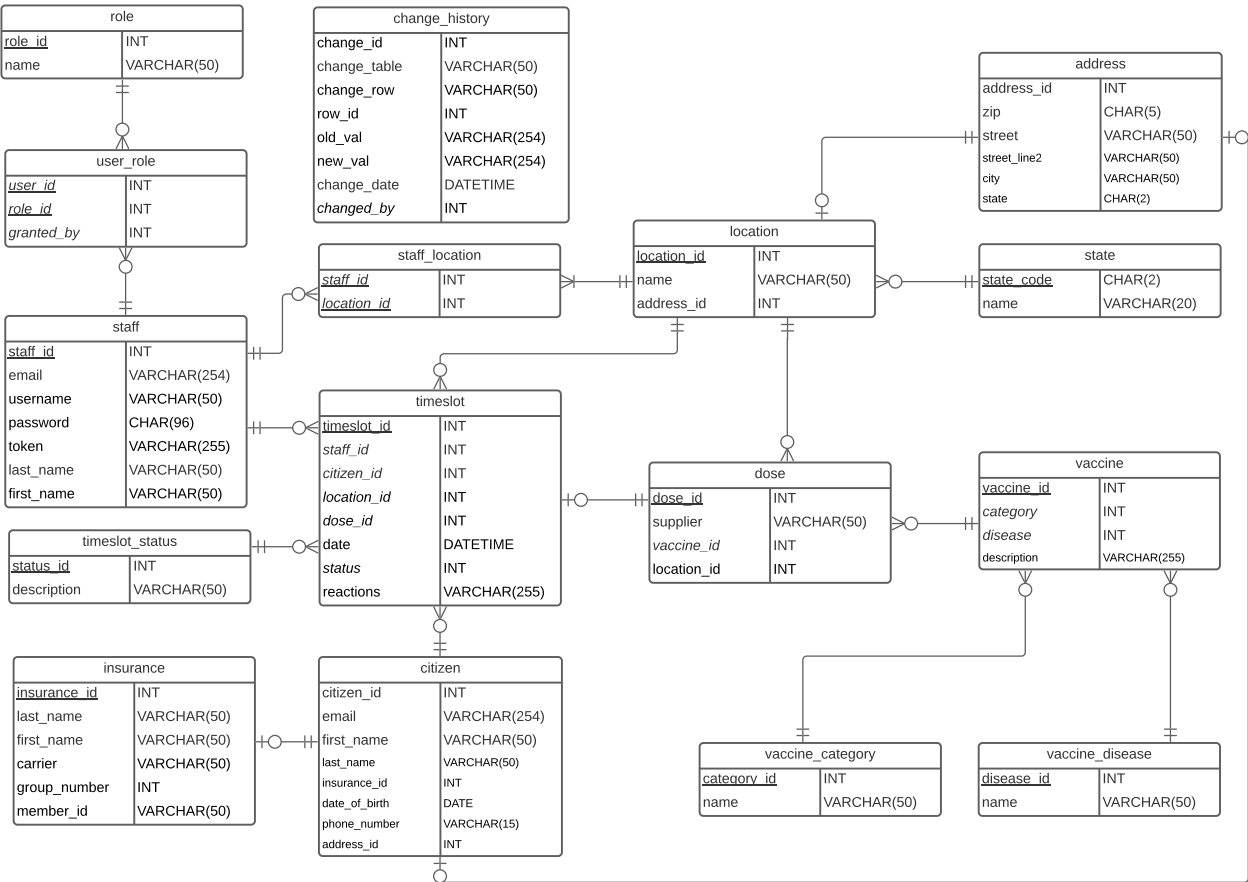 role
role_id INT
name VARCHAR(50)
change_history
change_id INT
change_table VARCHAR(50)
change_row VARCHAR(50)
row_id INT
old_val VARCHAR(254)
new_val VARCHAR(254)
change_date DATETIME
changed_by INT
address
address_id INT
zip CHAR(5)
street VARCHAR(50)
street_line2 VARCHAR(50)
city VARCHAR(50)
state CHAR(2)
user_role
user_id INT
role_id INT
granted_by INT
staff_location
staff_id INT
location_id INT
location
location_id INT
name VARCHAR(50)
address_id INT
state
state_code CHAR(2)
name VARCHAR(20)
staff
staff_id INT
email VARCHAR(254)
username VARCHAR(50)
password CHAR(96)
token VARCHAR(255)
last_name VARCHAR(50)
first_name VARCHAR(50)
timeslot
timeslot_id INT
staff_id INT
citizen_id INT
location_id INT
dose_id INT
date DATETIME
status INT
reactions VARCHAR(255)
dose
dose_id INT
supplier VARCHAR(50)
vaccine_id INT
location_id INT
vaccine
vaccine_id INT
category INT
disease INT
description VARCHAR(255)
timeslot_status
status_id INT
description VARCHAR(50)
insurance
insurance_id INT
last_name VARCHAR(50)
first_name VARCHAR(50)
carrier VARCHAR(50)
group_number INT
member_id VARCHAR(50)
citizen
citizen_id INT
email VARCHAR(254)
first_name VARCHAR(50)
last_name VARCHAR(50)
insurance_id INT
date_of_birth DATE
phone_number VARCHAR(15)
address_id INT
vaccine_category
category_id INT
name VARCHAR(50)
vaccine_disease
disease_id INT
name VARCHAR(50)